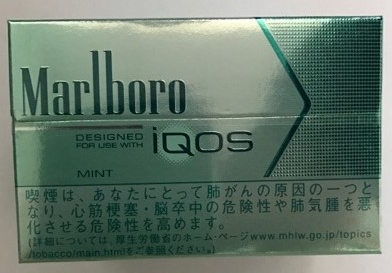 Marlboro
DESIGNED
FOR USE WITH
iQOS
MINT
喫煙は、あなたにとって肺がんの原因の一つと
なり、心筋梗塞・脳卒中の危険性や肺気腫を悪
化させる危険性を高めます。
(詳細については、厚生労働省のホーム・ページwww.mhlw.go.jp/topics
/tobacco/main.htmlをご参照ください。)